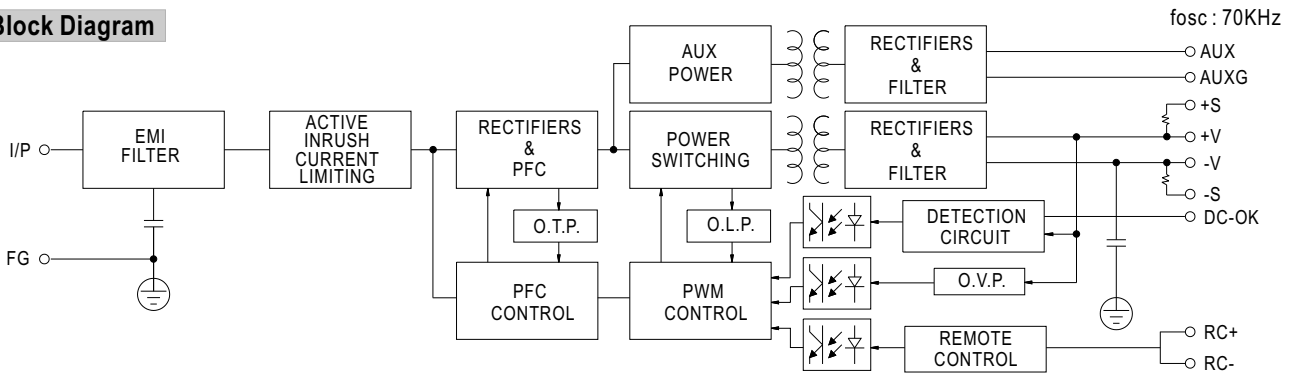 Block Diagram
fosc : 70KHz
AUX
POWER
RECTIFIERS
&
FILTER
AUX
AUXG
I/P
EMI
FILTER
ACTIVE
INRUSH
CURRENT
LIMITING
RECTIFIERS
&
PFC
POWER
SWITCHING
RECTIFIERS
&
FILTER
+S
+V
-V
-S
O.T.P.
O.L.P.
DETECTION
CIRCUIT
DC-OK
FG
PFC
CONTROL
PWM
CONTROL
O.V.P.
REMOTE
CONTROL
RC+
RC-